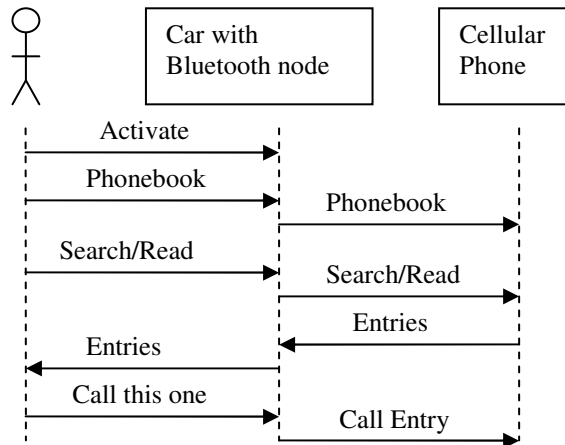 Car with
Bluetooth node
Cellular
Phone
Activate
Phonebook
Phonebook
Search/Read
Search/Read
Entries
Entries
Call this one
Call Entry